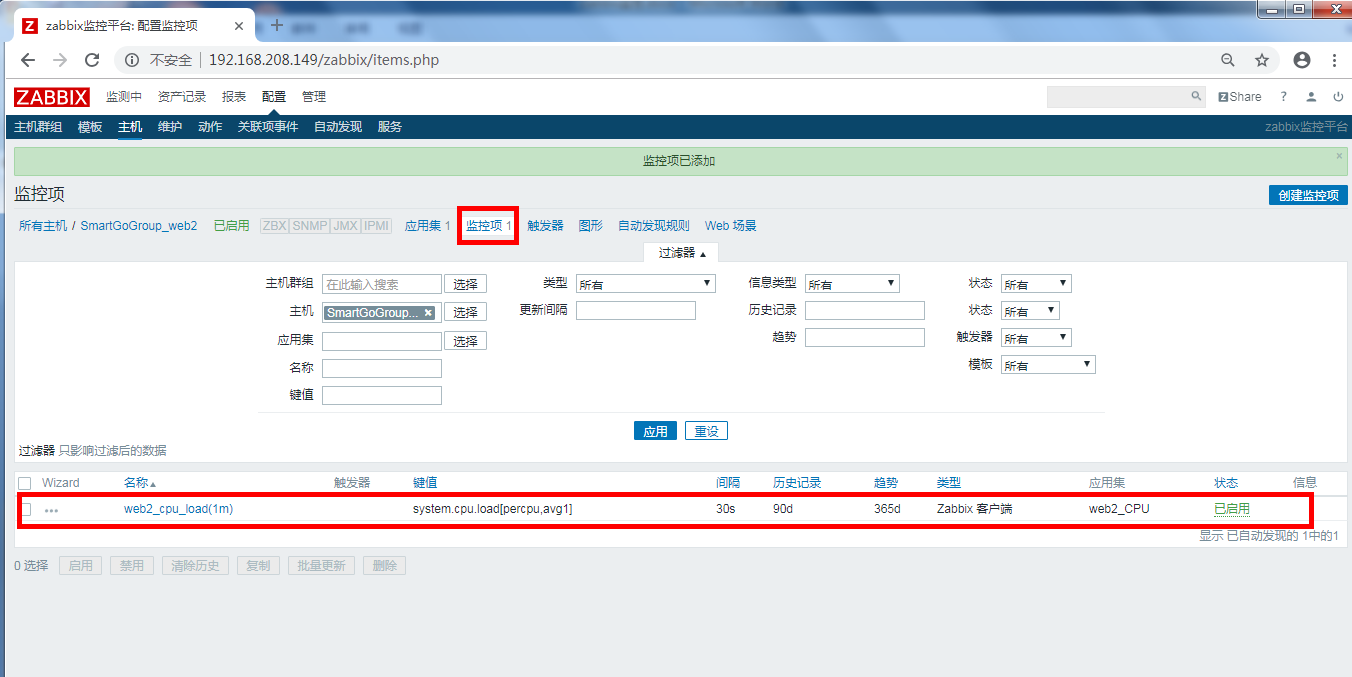 zabbix监控平台: 配置监控项
不安全 192.168.208.149/zabbix/items.php
ZABBIX 监测中 资产记录 报表 配置 管理 Z Share ?
主机群组 模板 主机 维护 动作 关联项事件 自动发现 服务 zabbix监控平台
监控项已添加
监控项 创建监控项
所有主机 / SmartGoGroup_web2 已启用 ZBX SNMP JMX IPMI 应用集 1 监控项 1 触发器 图形 自动发现规则 Web 场景
过滤器
主机群组 在此输入搜索 选择 类型 所有 信息类型 所有 状态 所有
主机 SmartGoGroup... 选择 更新间隔 历史记录 状态 所有
应用集 选择 趋势 触发器 所有
名称 模板 所有
键值
应用 重设
过滤器 只影响过滤后的数据
Wizard 名称 触发器 键值 间隔 历史记录 趋势 类型 应用集 状态 信息
web2_cpu_load(1m) system.cpu.load[percpu,avg1] 30s 90d 365d Zabbix 客户端 web2_CPU 已启用
显示 已自动发现的 1中的1
0 选择 启用 禁用 清除历史 复制 批量更新 删除